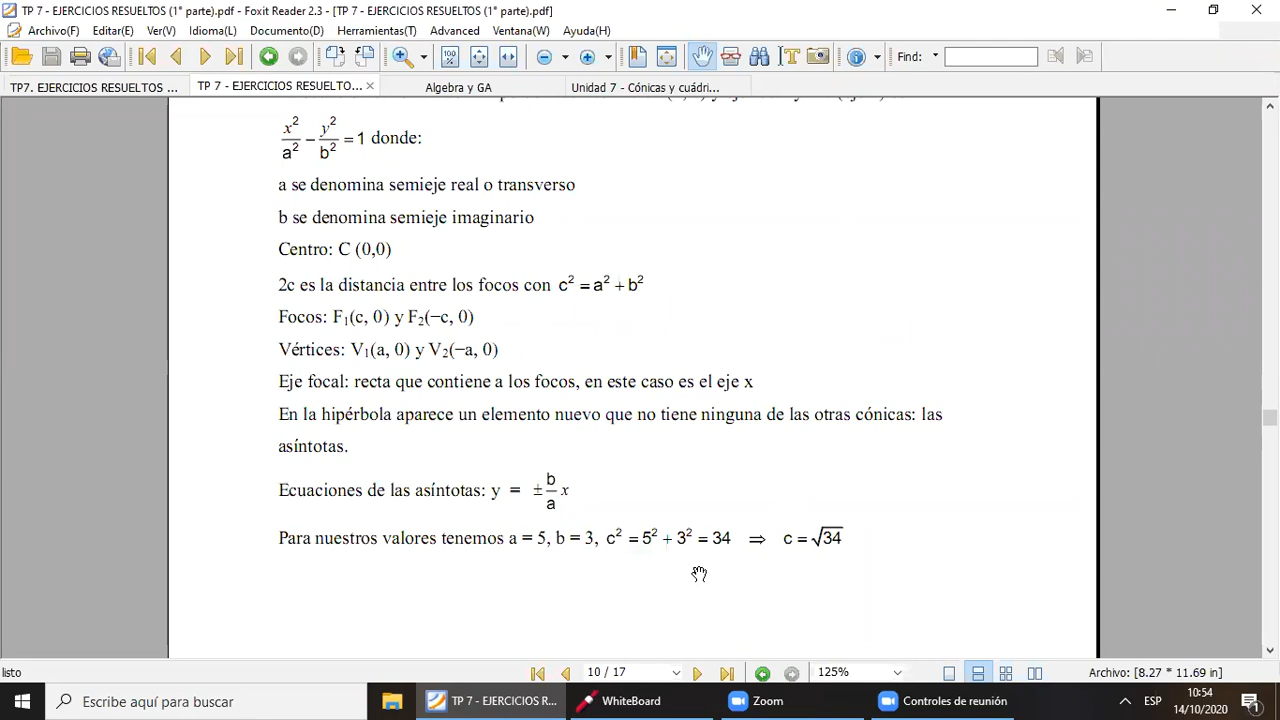 TP 7 - EJERCICIOS RESUELTOS (1° parte).pdf - Foxit Reader 2.3 - [TP 7 - EJERCICIOS RESUELTOS (1° parte).pdf]
Archivo(F) Editar(E) Ver(V) Idioma(L) Documento(D) Herramientas(T) Advanced Ventana(W) Ayuda(H)
Find:
TP7. EJERCICIOS RESUELTOS ... TP 7 - EJERCICIOS RESUELTO... Algebra y GA Unidad 7 - Cónicas y cuádri...
x²/a² − y²/b² = 1 donde:
a se denomina semieje real o transverso
b se denomina semieje imaginario
Centro: C (0,0)
2c es la distancia entre los focos con c² = a² + b²
Focos: F₁(c, 0) y F₂(−c, 0)
Vértices: V₁(a, 0) y V₂(−a, 0)
Eje focal: recta que contiene a los focos, en este caso es el eje x
En la hipérbola aparece un elemento nuevo que no tiene ninguna de las otras cónicas: las
asíntotas.
Ecuaciones de las asíntotas: y = ± b/a x
Para nuestros valores tenemos a = 5, b = 3, c² = 5² + 3² = 34 ⇒ c = √34
listo 10 / 17 125% Archivo: [8.27 * 11.69 in]
Escribe aquí para buscar TP 7 - EJERCICIOS RES... WhiteBoard Zoom Controles de reunión ESP 10:54
14/10/2020 1